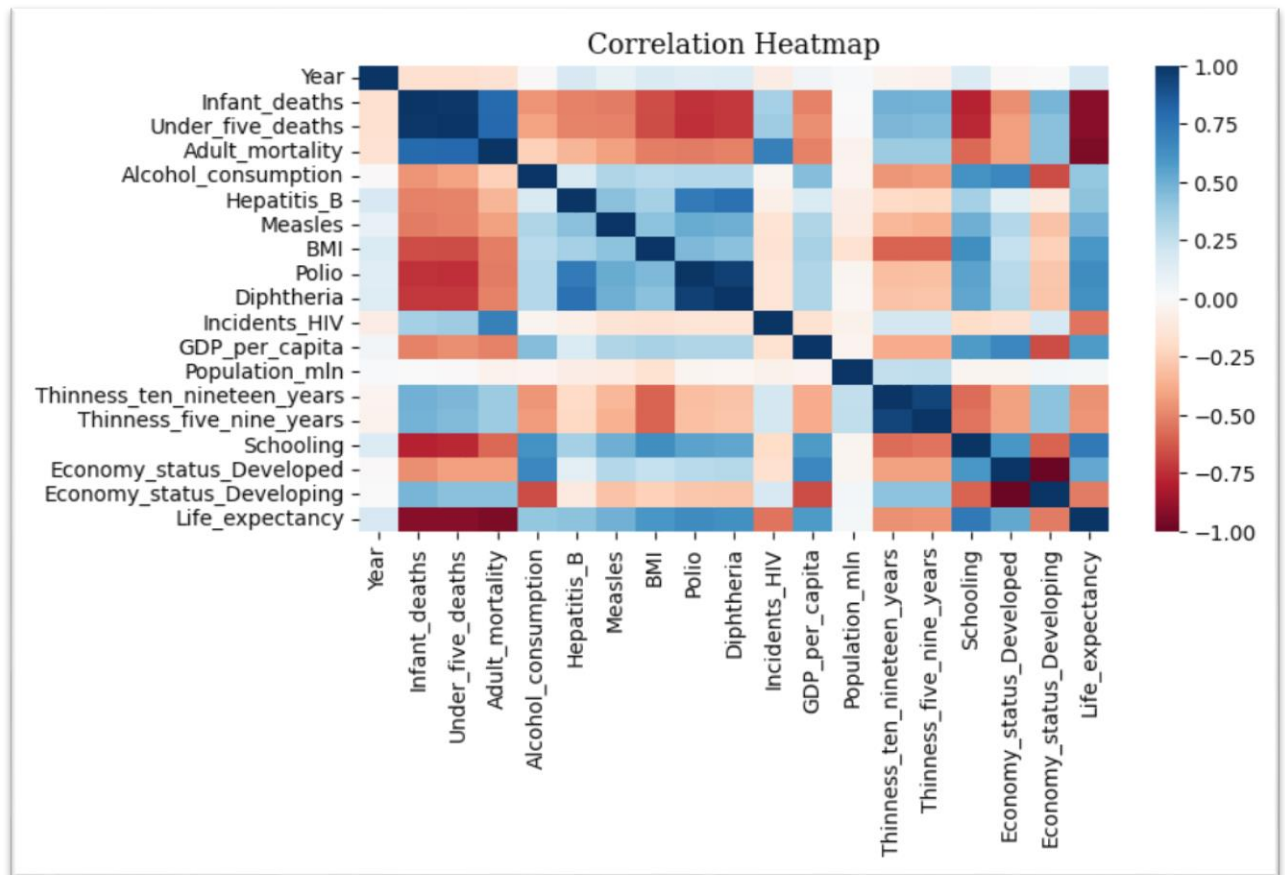 Correlation Heatmap
Year
Infant_deaths
Under_five_deaths
Adult_mortality
Alcohol_consumption
Hepatitis_B
Measles
BMI
Polio
Diphtheria
Incidents_HIV
GDP_per_capita
Population_mln
Thinness_ten_nineteen_years
Thinness_five_nine_years
Schooling
Economy_status_Developed
Economy_status_Developing
Life_expectancy
1.00
0.75
0.50
0.25
0.00
−0.25
−0.50
−0.75
−1.00
Year
Infant_deaths
Under_five_deaths
Adult_mortality
Alcohol_consumption
Hepatitis_B
Measles
BMI
Polio
Diphtheria
Incidents_HIV
GDP_per_capita
Population_mln
Thinness_ten_nineteen_years
Thinness_five_nine_years
Schooling
Economy_status_Developed
Economy_status_Developing
Life_expectancy